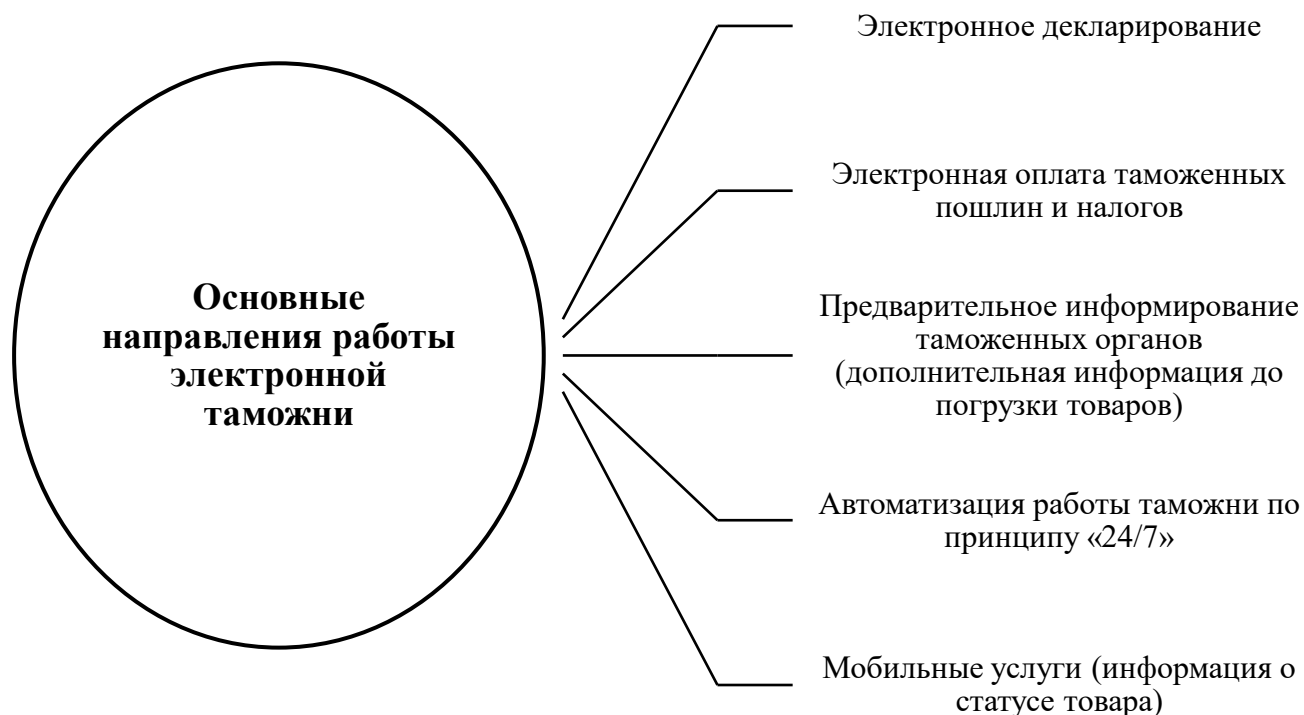 Основные
направления работы
электронной
таможни
Электронное декларирование
Электронная оплата таможенных
пошлин и налогов
Предварительное информирование
таможенных органов
(дополнительная информация до
погрузки товаров)
Автоматизация работы таможни по
принципу «24/7»
Мобильные услуги (информация о
статусе товара)